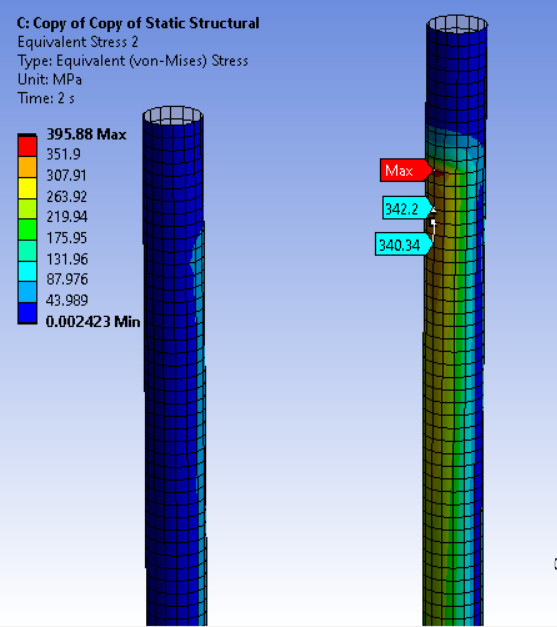 C: Copy of Copy of Static Structural
Equivalent Stress 2
Type: Equivalent (von-Mises) Stress
Unit: MPa
Time: 2 s
395.88 Max
351.9
307.91
263.92
219.94
175.95
131.96
87.976
43.989
0.002423 Min
Max
342.2
340.34